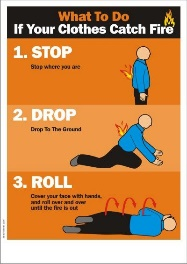 What To Do
If Your Clothes Catch Fire
1. STOP
Stop where you are
2. DROP
Drop To The Ground
3. ROLL
Cover your face with hands,
and roll over and over
until the fire is out